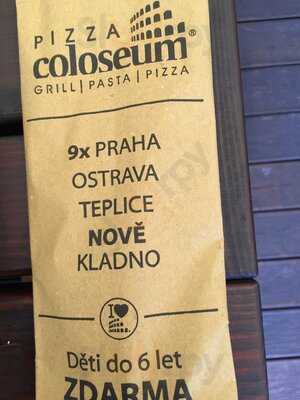 PIZZA
coloseum®
GRILL | PASTA | PIZZA
9x PRAHA
OSTRAVA
TEPLICE
NOVĚ
KLADNO
I
Děti do 6 let
ZDARMA